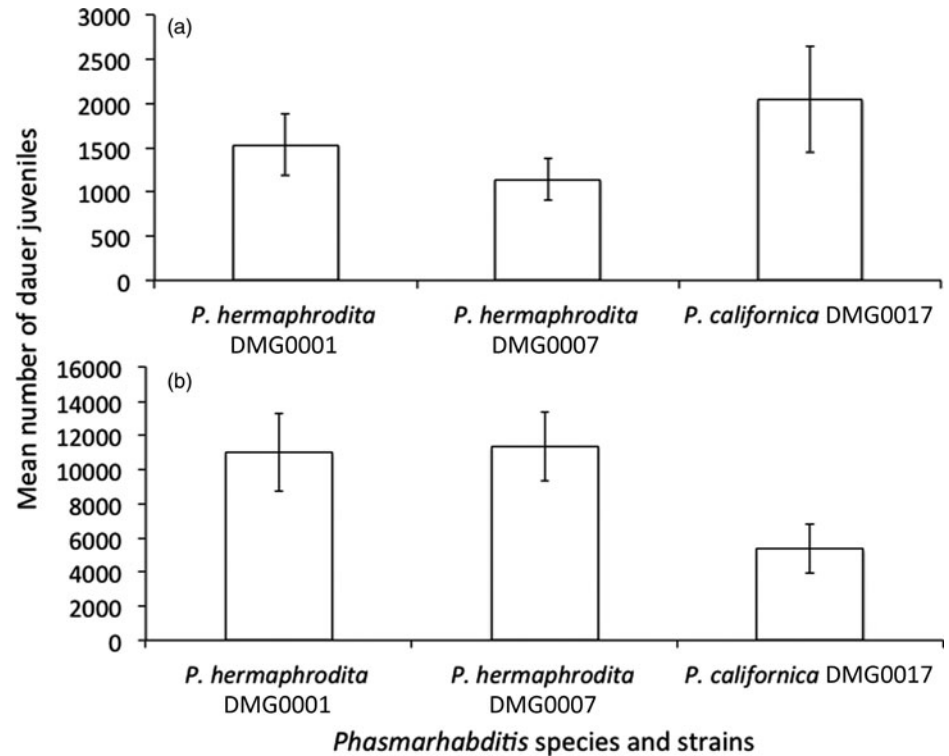 Mean number of dauer juveniles
(a)
3000
2500
2000
1500
1000
500
0
P. hermaphrodita
DMG0001
P. hermaphrodita
DMG0007
P. californica DMG0017
(b)
16000
14000
12000
10000
8000
6000
4000
2000
0
P. hermaphrodita
DMG0001
P. hermaphrodita
DMG0007
P. californica DMG0017
Phasmarhabditis species and strains